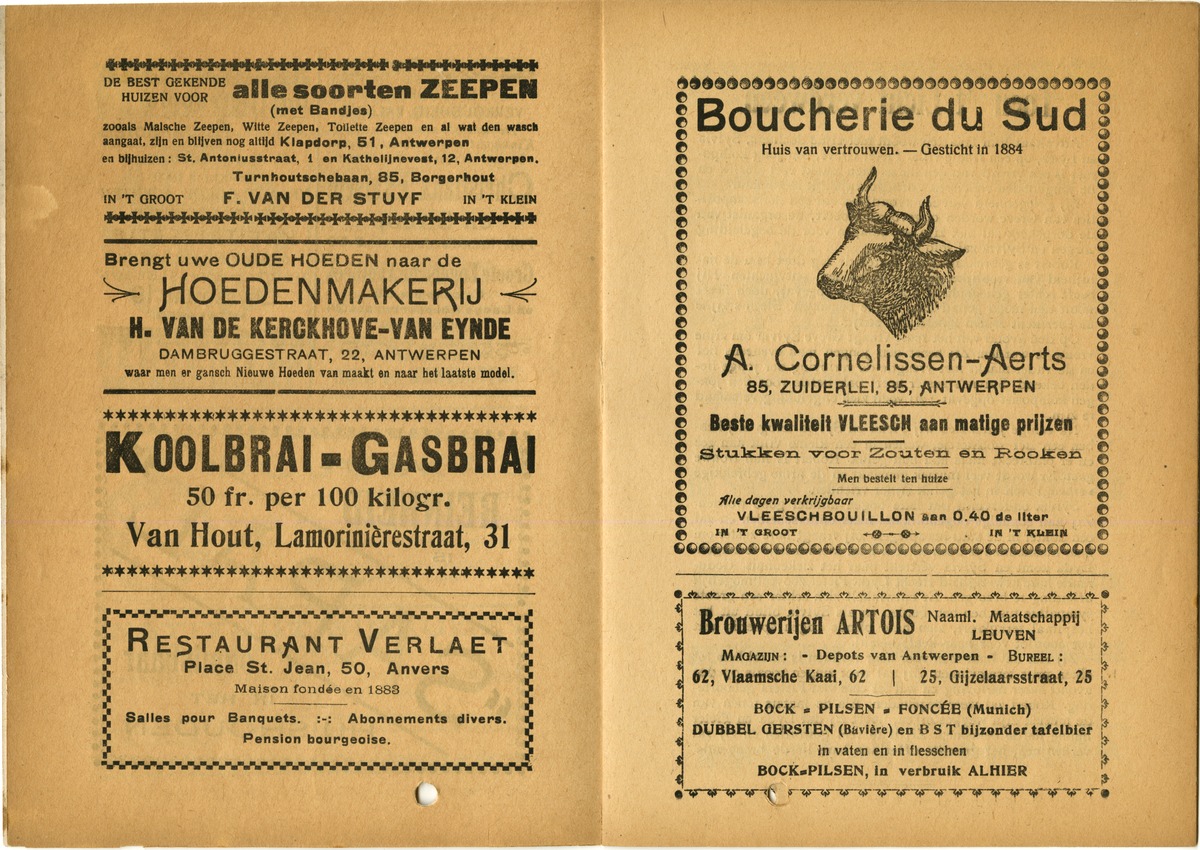 DE BEST GEKENDE HUIZEN VOOR alle soorten ZEEPEN
(met Bandjes)
zooals Malsche Zeepen, Witte Zeepen, Toilette Zeepen en al wat den wasch
aangaat, zijn en blijven nog altijd Klapdorp, 51, Antwerpen
en bijhuizen : St. Antoniusstraat, 1 en Kathelijnevest, 12, Antwerpen.
Turnhoutschebaan, 85, Borgerhout
IN 'T GROOT F. VAN DER STUYF IN 'T KLEIN
Brengt uwe OUDE HOEDEN naar de
HOEDENMAKERIJ
H. VAN DE KERCKHOVE-VAN EYNDE
DAMBRUGGESTRAAT, 22, ANTWERPEN
waar men er gansch Nieuwe Hoeden van maakt en naar het laatste model.
KOOLBRAI - GASBRAI
50 fr. per 100 kilogr.
Van Hout, Lamorinièrestraat, 31
RESTAURANT VERLAET
Place St. Jean, 50, Anvers
Maison fondée en 1883
Salles pour Banquets. :-: Abonnements divers.
Pension bourgeoise.
Boucherie du Sud
Huis van vertrouwen. — Gesticht in 1884
A. Cornelissen-Aerts
85, ZUIDERLEI, 85, ANTWERPEN
Beste kwaliteit VLEESCH aan matige prijzen
Stukken voor Zouten en Rooken
Men bestelt ten huize
Alle dagen verkrijgbaar
VLEESCHBOUILLON aan 0.40 de liter
IN 'T GROOT IN 'T KLEIN
Brouwerijen ARTOIS Naaml. Maatschappij
LEUVEN
MAGAZIJN : - Depots van Antwerpen - BUREEL :
62, Vlaamsche Kaai, 62 | 25, Gijzelaarsstraat, 25
BOCK = PILSEN = FONCÉE (Munich)
DUBBEL GERSTEN (Bavière) en B S T bijzonder tafelbier
in vaten en in flesschen
BOCK=PILSEN, in verbruik ALHIER